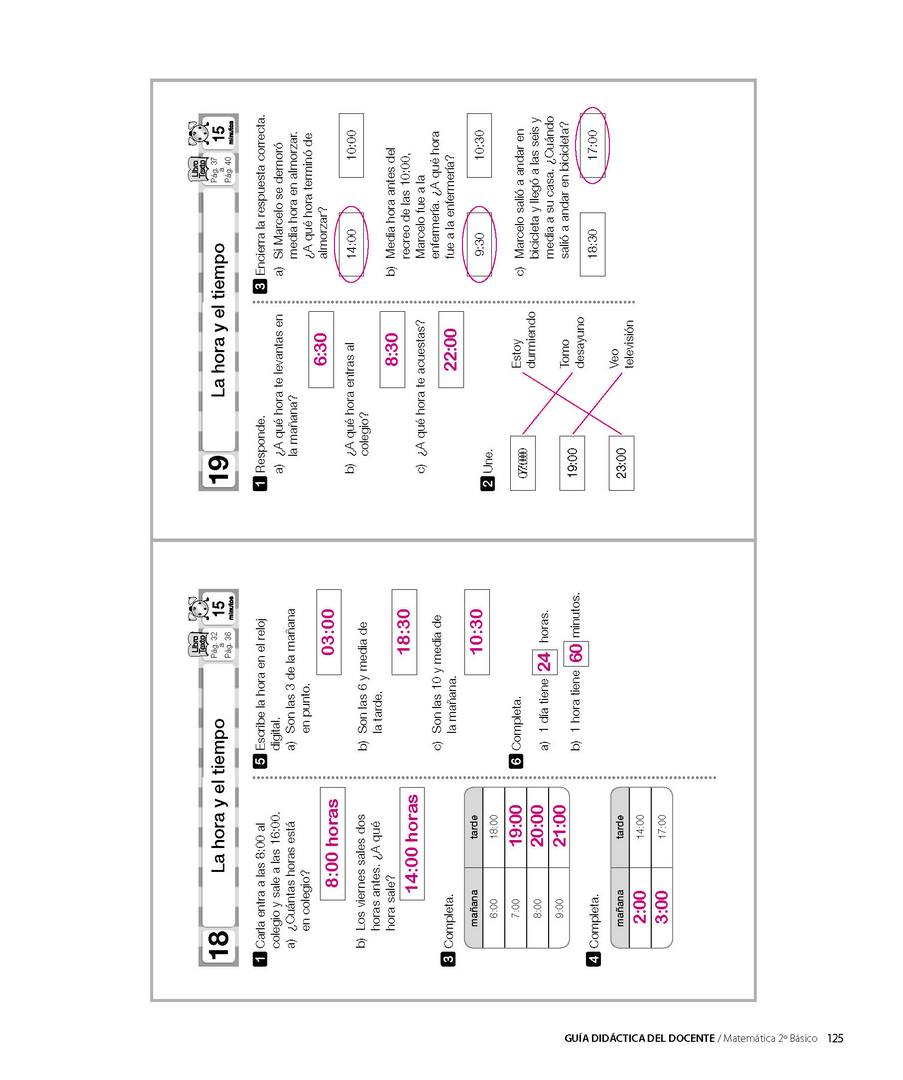 18
La hora y el tiempo
Libro
Texto
Pág. 32
a
Pág. 36
15
minutos
1 Carla entra a las 8:00 al
colegio y sale a las 16:00.
a) ¿Cuántas horas está
en colegio?
8:00 horas
b) Los viernes sales dos
horas antes. ¿A qué
hora sale?
14:00 horas
3 Completa.
mañana tarde
6:00 18:00
7:00 19:00
8:00 20:00
9:00 21:00
4 Completa.
mañana tarde
2:00 14:00
3:00 17:00
5 Escribe la hora en el reloj
digital.
a) Son las 3 de la mañana
en punto.
03:00
b) Son las 6 y media de
la tarde.
18:30
c) Son las 10 y media de
la mañana.
10:30
6 Completa.
a) 1 día tiene 24 horas.
b) 1 hora tiene 60 minutos.
19
La hora y el tiempo
Libro
Texto
Pág. 37
a
Pág. 40
15
minutos
1 Responde.
a) ¿A qué hora te levantas en
la mañana?
6:30
b) ¿A qué hora entras al
colegio?
8:30
c) ¿A qué hora te acuestas?
22:00
2 Une.
Estoy
durmiendo
19:00 Tomo
desayuno
23:00 Veo
televisión
3 Encierra la respuesta correcta.
a) Si Marcelo se demoró
media hora en almorzar.
¿A qué hora terminó de
almorzar?
14:00 10:00
b) Media hora antes del
recreo de las 10:00,
Marcelo fue a la
enfermería. ¿A qué hora
fue a la enfermería?
9:30 10:30
c) Marcelo salió a andar en
bicicleta y llegó a las seis y
media a su casa. ¿Cuándo
salió a andar en bicicleta?
18:30 17:00
GUÍA DIDÁCTICA DEL DOCENTE / Matemática 2º Básico 125